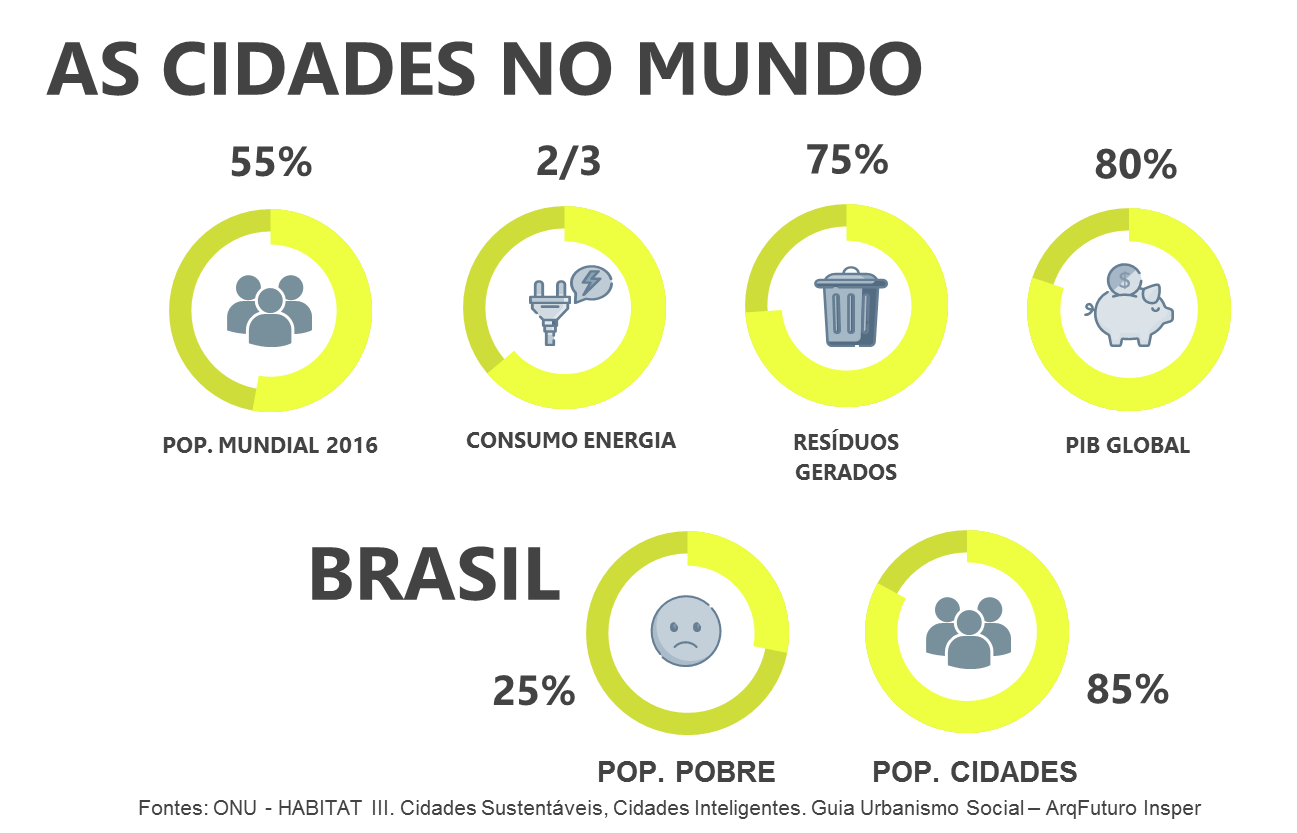 AS CIDADES NO MUNDO
55%
2/3
75%
80%
$
POP. MUNDIAL 2016
CONSUMO ENERGIA
RESÍDUOS
GERADOS
PIB GLOBAL
BRASIL
25%
85%
POP. POBRE
POP. CIDADES
Fontes: ONU - HABITAT III. Cidades Sustentáveis, Cidades Inteligentes. Guia Urbanismo Social – ArqFuturo Insper